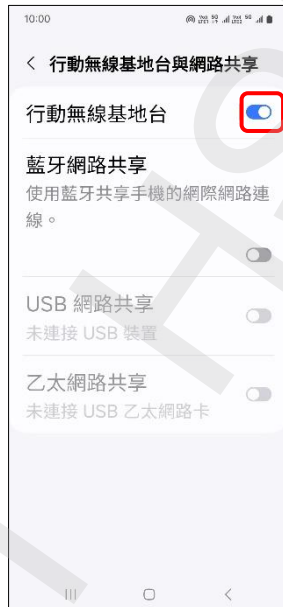 10:00
行動無線基地台與網路共享
行動無線基地台
藍牙網路共享
使用藍牙共享手機的網際網路連
線。
USB 網路共享
未連接 USB 裝置
乙太網路共享
未連接 USB 乙太網路卡